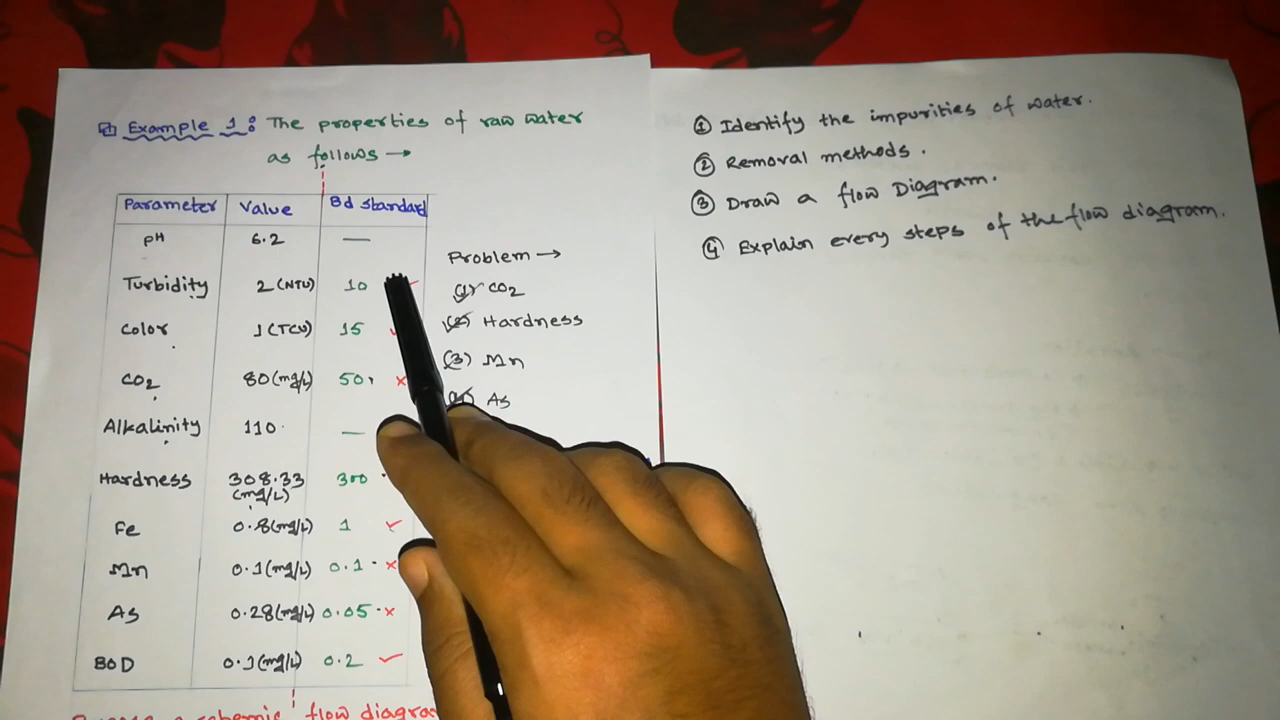 Example 1: The properties of raw water
as follows →
Parameter Value Bd standard
pH 6.2 —
Turbidity 2 (NTU) 10 ✓
Color 1 (TCU) 15
CO2 80 (mg/L) 50 ×
Alkalinity 110 —
Hardness 308.33 (mg/L) 300
Fe 0.8 (mg/L) 1 ✓
Mn 0.1 (mg/L) 0.1 ×
As 0.28 (mg/L) 0.05 ×
BOD 0.1 (mg/L) 0.2 ✓
flow diagram
Problem →
(1) CO2
(2) Hardness
(3) Mn
(4) As
① Identify the impurities of water.
② Removal methods.
③ Draw a flow Diagram.
④ Explain every steps of the flow diagram.